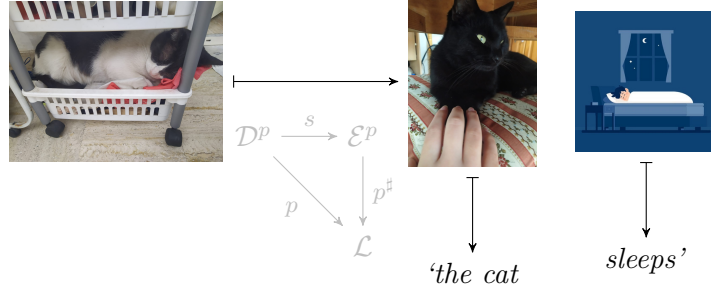 𝒟ᵖ s ℰᵖ
p p♯
ℒ
‘the cat sleeps’